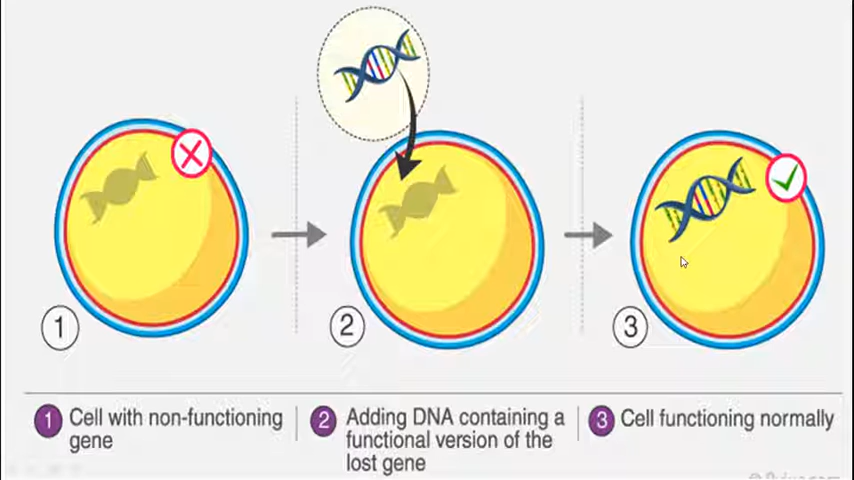 1
2
3
1 Cell with non-functioning
gene
2 Adding DNA containing a
functional version of the
lost gene
3 Cell functioning normally